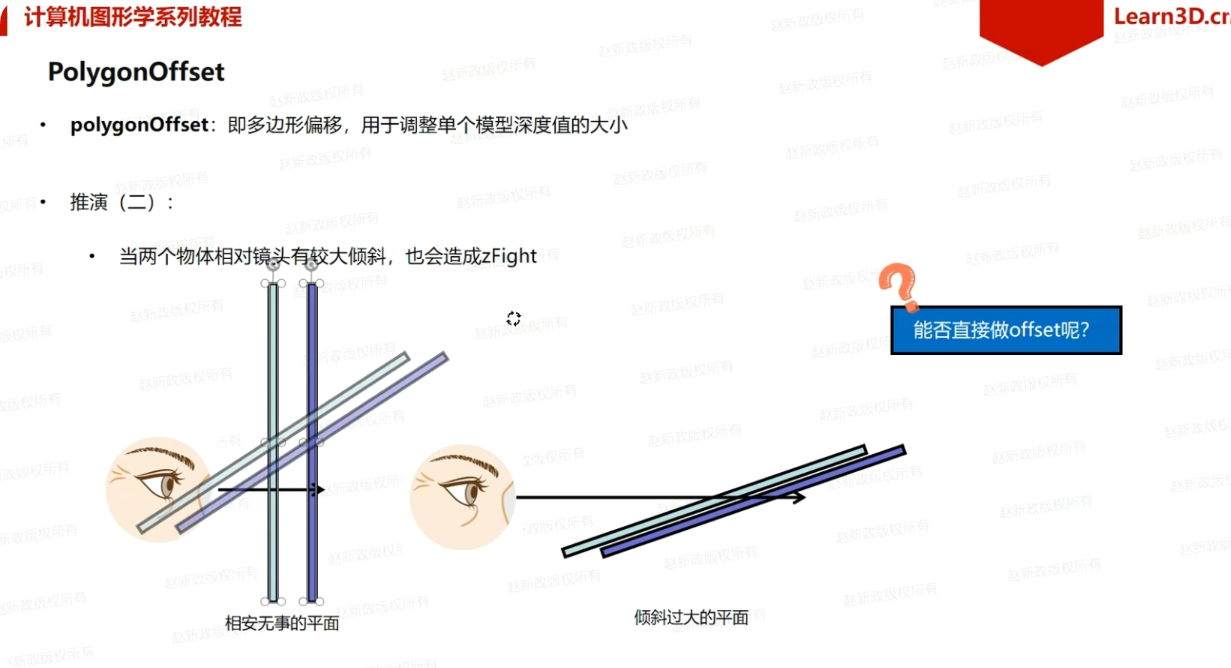 计算机图形学系列教程
Learn3D.c
PolygonOffset
• polygonOffset：即多边形偏移，用于调整单个模型深度值的大小
• 推演（二）：
• 当两个物体相对镜头有较大倾斜，也会造成zFight
能否直接做offset呢？
相安无事的平面
倾斜过大的平面
赵新政版权所有